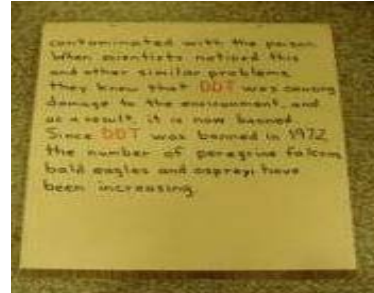 contaminated with the poison.
When scientists noticed this
and other similar problems
they knew that DDT was causing
damage to the environment, and
as a result, it is now banned.
Since DDT was banned in 1972
the number of peregrine falcons
bald eagles and ospreys have
been increasing.